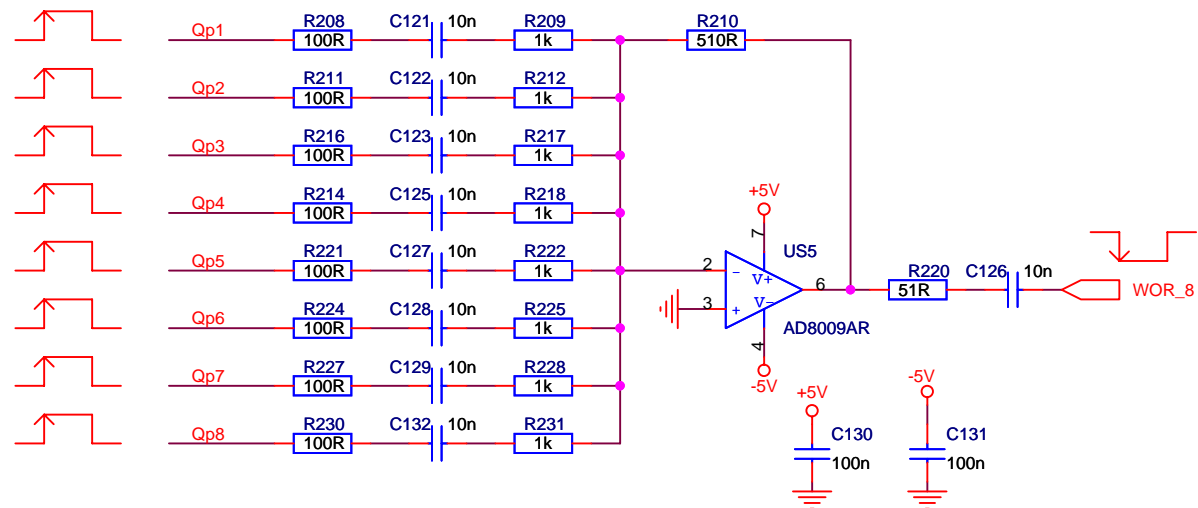 Qp1 R208 100R C121 10n R209 1k R210 510R
Qp2 R211 100R C122 10n R212 1k
Qp3 R216 100R C123 10n R217 1k
Qp4 R214 100R C125 10n R218 1k
+5V
7
Qp5 R221 100R C127 10n R222 1k
2 - V+ US5
6 R220 51R C126 10n WOR_8
3 + V- AD8009AR
Qp6 R224 100R C128 10n R225 1k
4
-5V
Qp7 R227 100R C129 10n R228 1k
Qp8 R230 100R C132 10n R231 1k
+5V C130 100n
-5V C131 100n